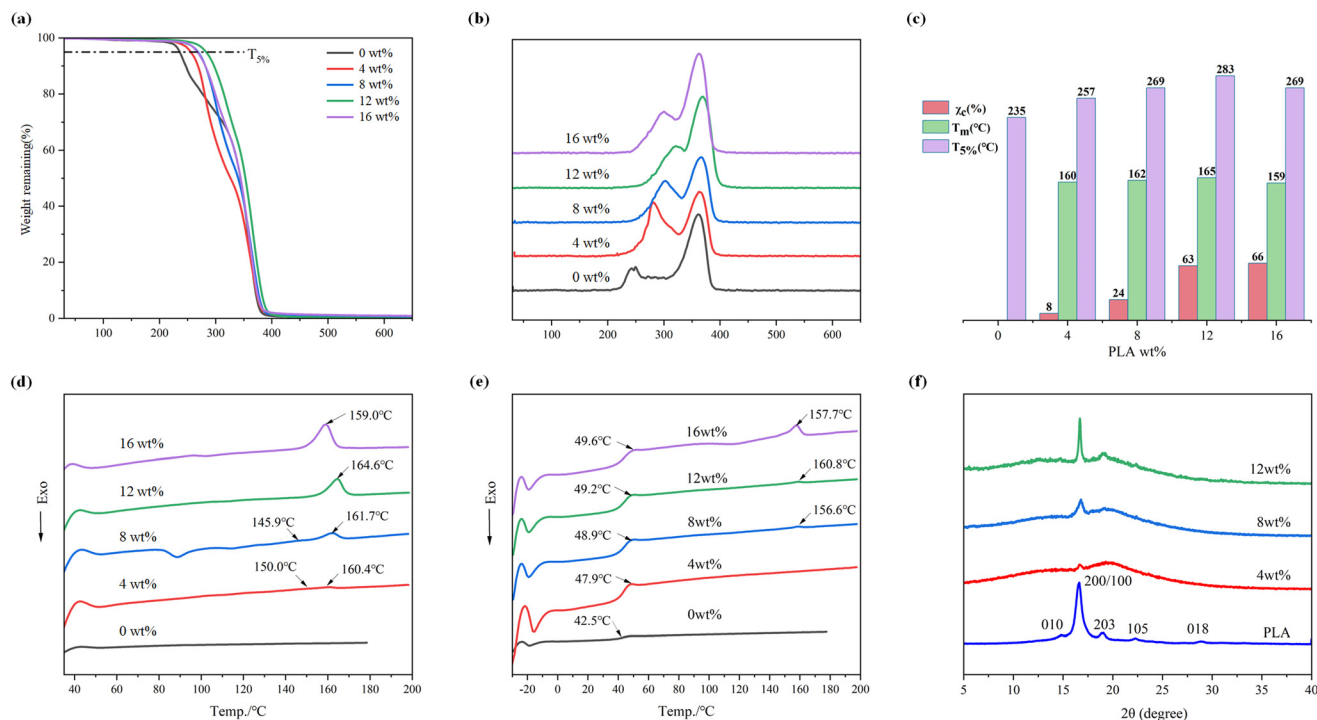 (a)
100
80
60
40
20
0
Weight remaining(%)
T5%
0 wt%
4 wt%
8 wt%
12 wt%
16 wt%
100
200
300
400
500
600
(b)
16 wt%
12 wt%
8 wt%
4 wt%
0 wt%
100
200
300
400
500
600
(c)
χc(%)
Tm(℃)
T5%(℃)
235
257
269
283
269
160
162
165
159
8
24
63
66
0
4
8
12
16
PLA wt%
(d)
Exo
16 wt%
12 wt%
8 wt%
4 wt%
0 wt%
159.0℃
164.6℃
145.9℃
161.7℃
150.0℃
160.4℃
40
60
80
100
120
140
160
180
200
Temp./℃
(e)
Exo
16wt%
12wt%
8wt%
4wt%
0wt%
49.6℃
157.7℃
49.2℃
160.8℃
48.9℃
156.6℃
47.9℃
42.5℃
-20
0
20
40
60
80
100
120
140
160
180
200
Temp./℃
(f)
12wt%
8wt%
4wt%
200/100
010
203
105
018
PLA
5
10
15
20
25
30
35
40
2θ (degree)